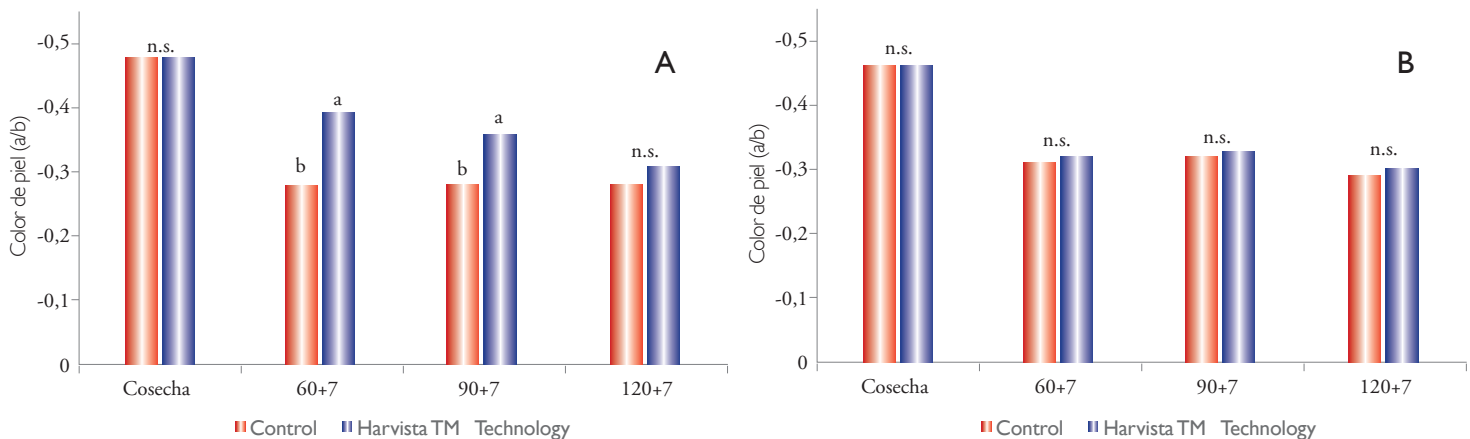 -0,5
-0,4
-0,3
-0,2
-0,1
0
Color de piel (a/b)
A
n.s.
b
a
b
a
n.s.
Cosecha
60+7
90+7
120+7
Control
Harvista TM Technology
-0,5
-0,4
-0,3
-0,2
-0,1
0
Color de piel (a/b)
B
n.s.
n.s.
n.s.
n.s.
Cosecha
60+7
90+7
120+7
Control
Harvista TM Technology